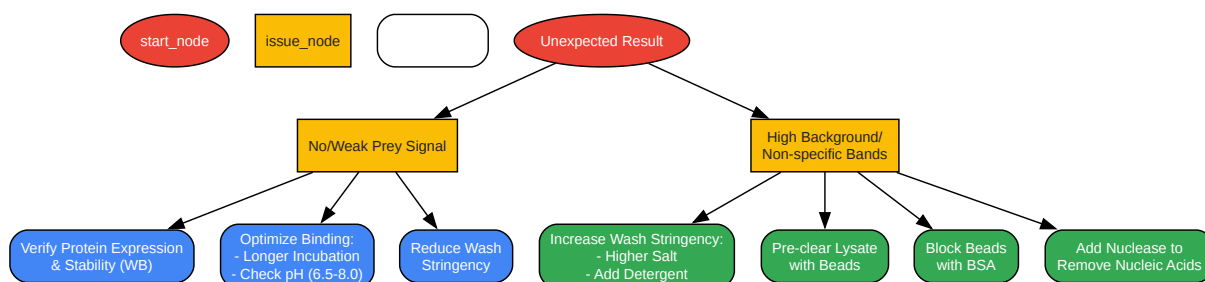 start_node
issue_node
Unexpected Result
No/Weak Prey Signal
High Background/
Non-specific Bands
Verify Protein Expression
& Stability (WB)
Optimize Binding:
- Longer Incubation
- Check pH (6.5-8.0)
Reduce Wash
Stringency
Increase Wash Stringency:
- Higher Salt
- Add Detergent
Pre-clear Lysate
with Beads
Block Beads
with BSA
Add Nuclease to
Remove Nucleic Acids